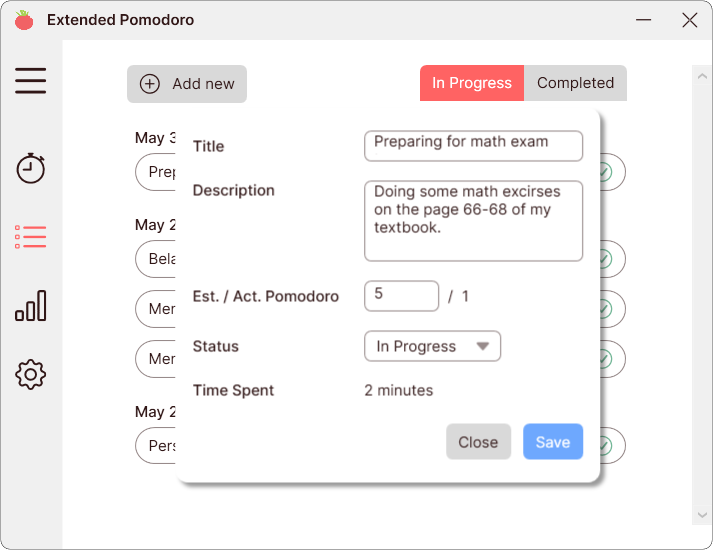 Extended Pomodoro
Add new
In Progress
Completed
May 3
Prep
May 2
Bela
Mer
Mer
May 2
Pers
Title
Preparing for math exam
Description
Doing some math excirses
on the page 66-68 of my
textbook.
Est. / Act. Pomodoro
5 / 1
Status
In Progress
Time Spent
2 minutes
Close
Save